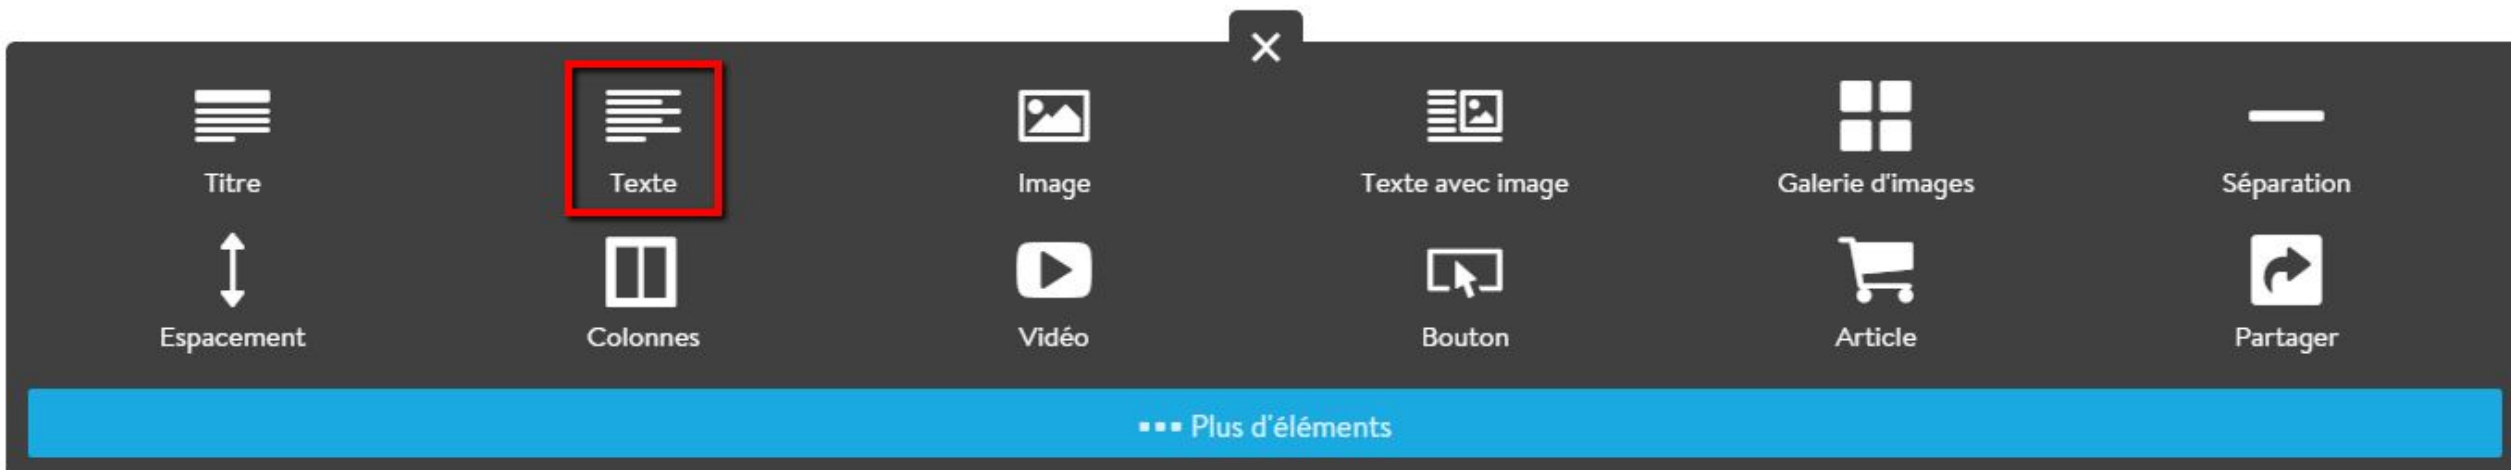 Titre
Texte
Image
Texte avec image
Galerie d'images
Séparation
Espacement
Colonnes
Vidéo
Bouton
Article
Partager
Plus d'éléments